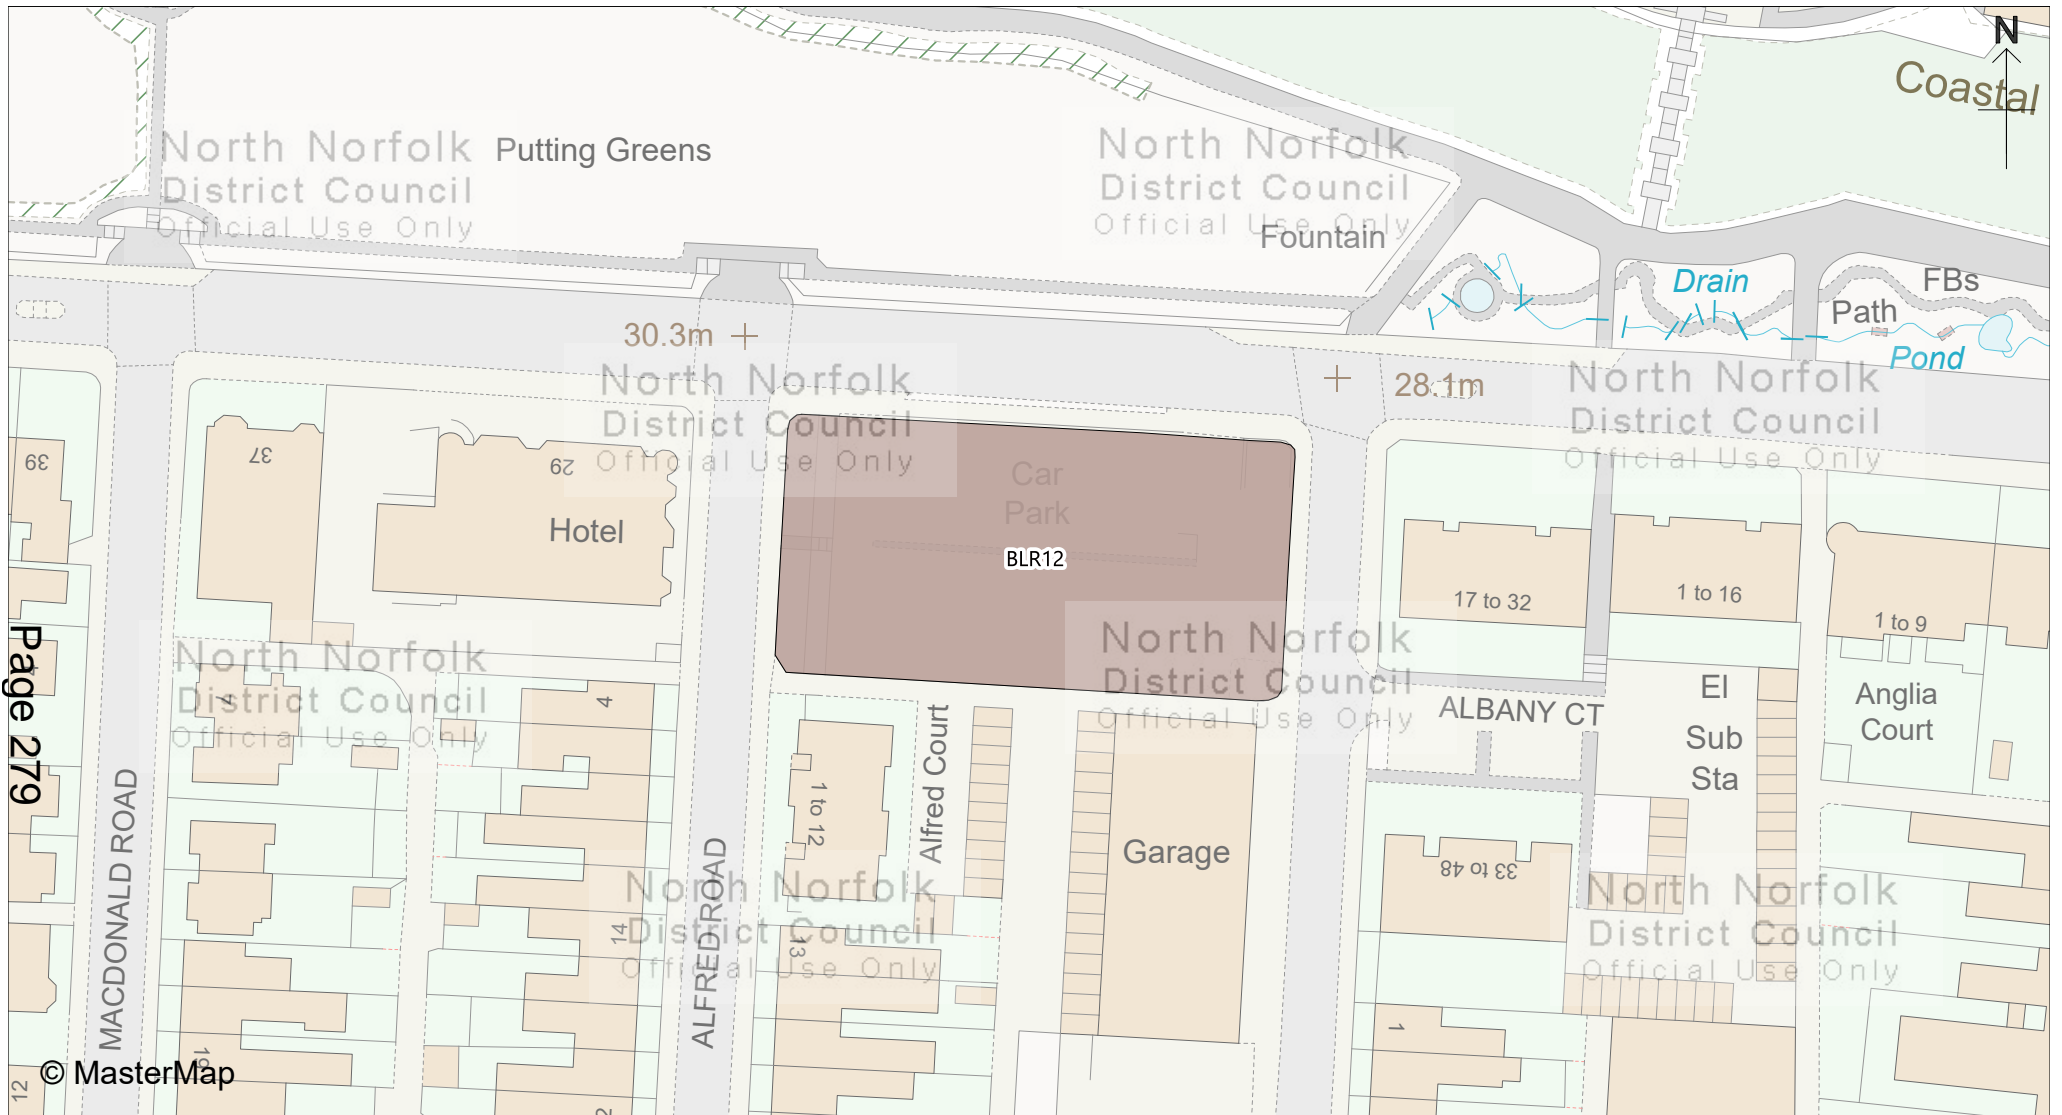 N
Coastal
North Norfolk
District Council
Official Use Only
Putting Greens
North Norfolk
District Council
Official Use Only
Fountain
Drain
FBs
Path
Pond
30.3m
28.1m
North Norfolk
District Council
Official Use Only
North Norfolk
District Council
Official Use Only
39
37
29
Hotel
Car
Park
BLR12
17 to 32
1 to 16
1 to 9
Page 279
North Norfolk
District Council
Official Use Only
7
4
North Norfolk
District Council
Official Use Only
ALBANY CT
El
Sub
Sta
Anglia
Court
MACDONALD ROAD
ALFRED ROAD
1 to 12
Alfred Court
Garage
33 to 48
North Norfolk
District Council
Official Use Only
14
13
North Norfolk
District Council
Official Use Only
1
19
12
2
© MasterMap